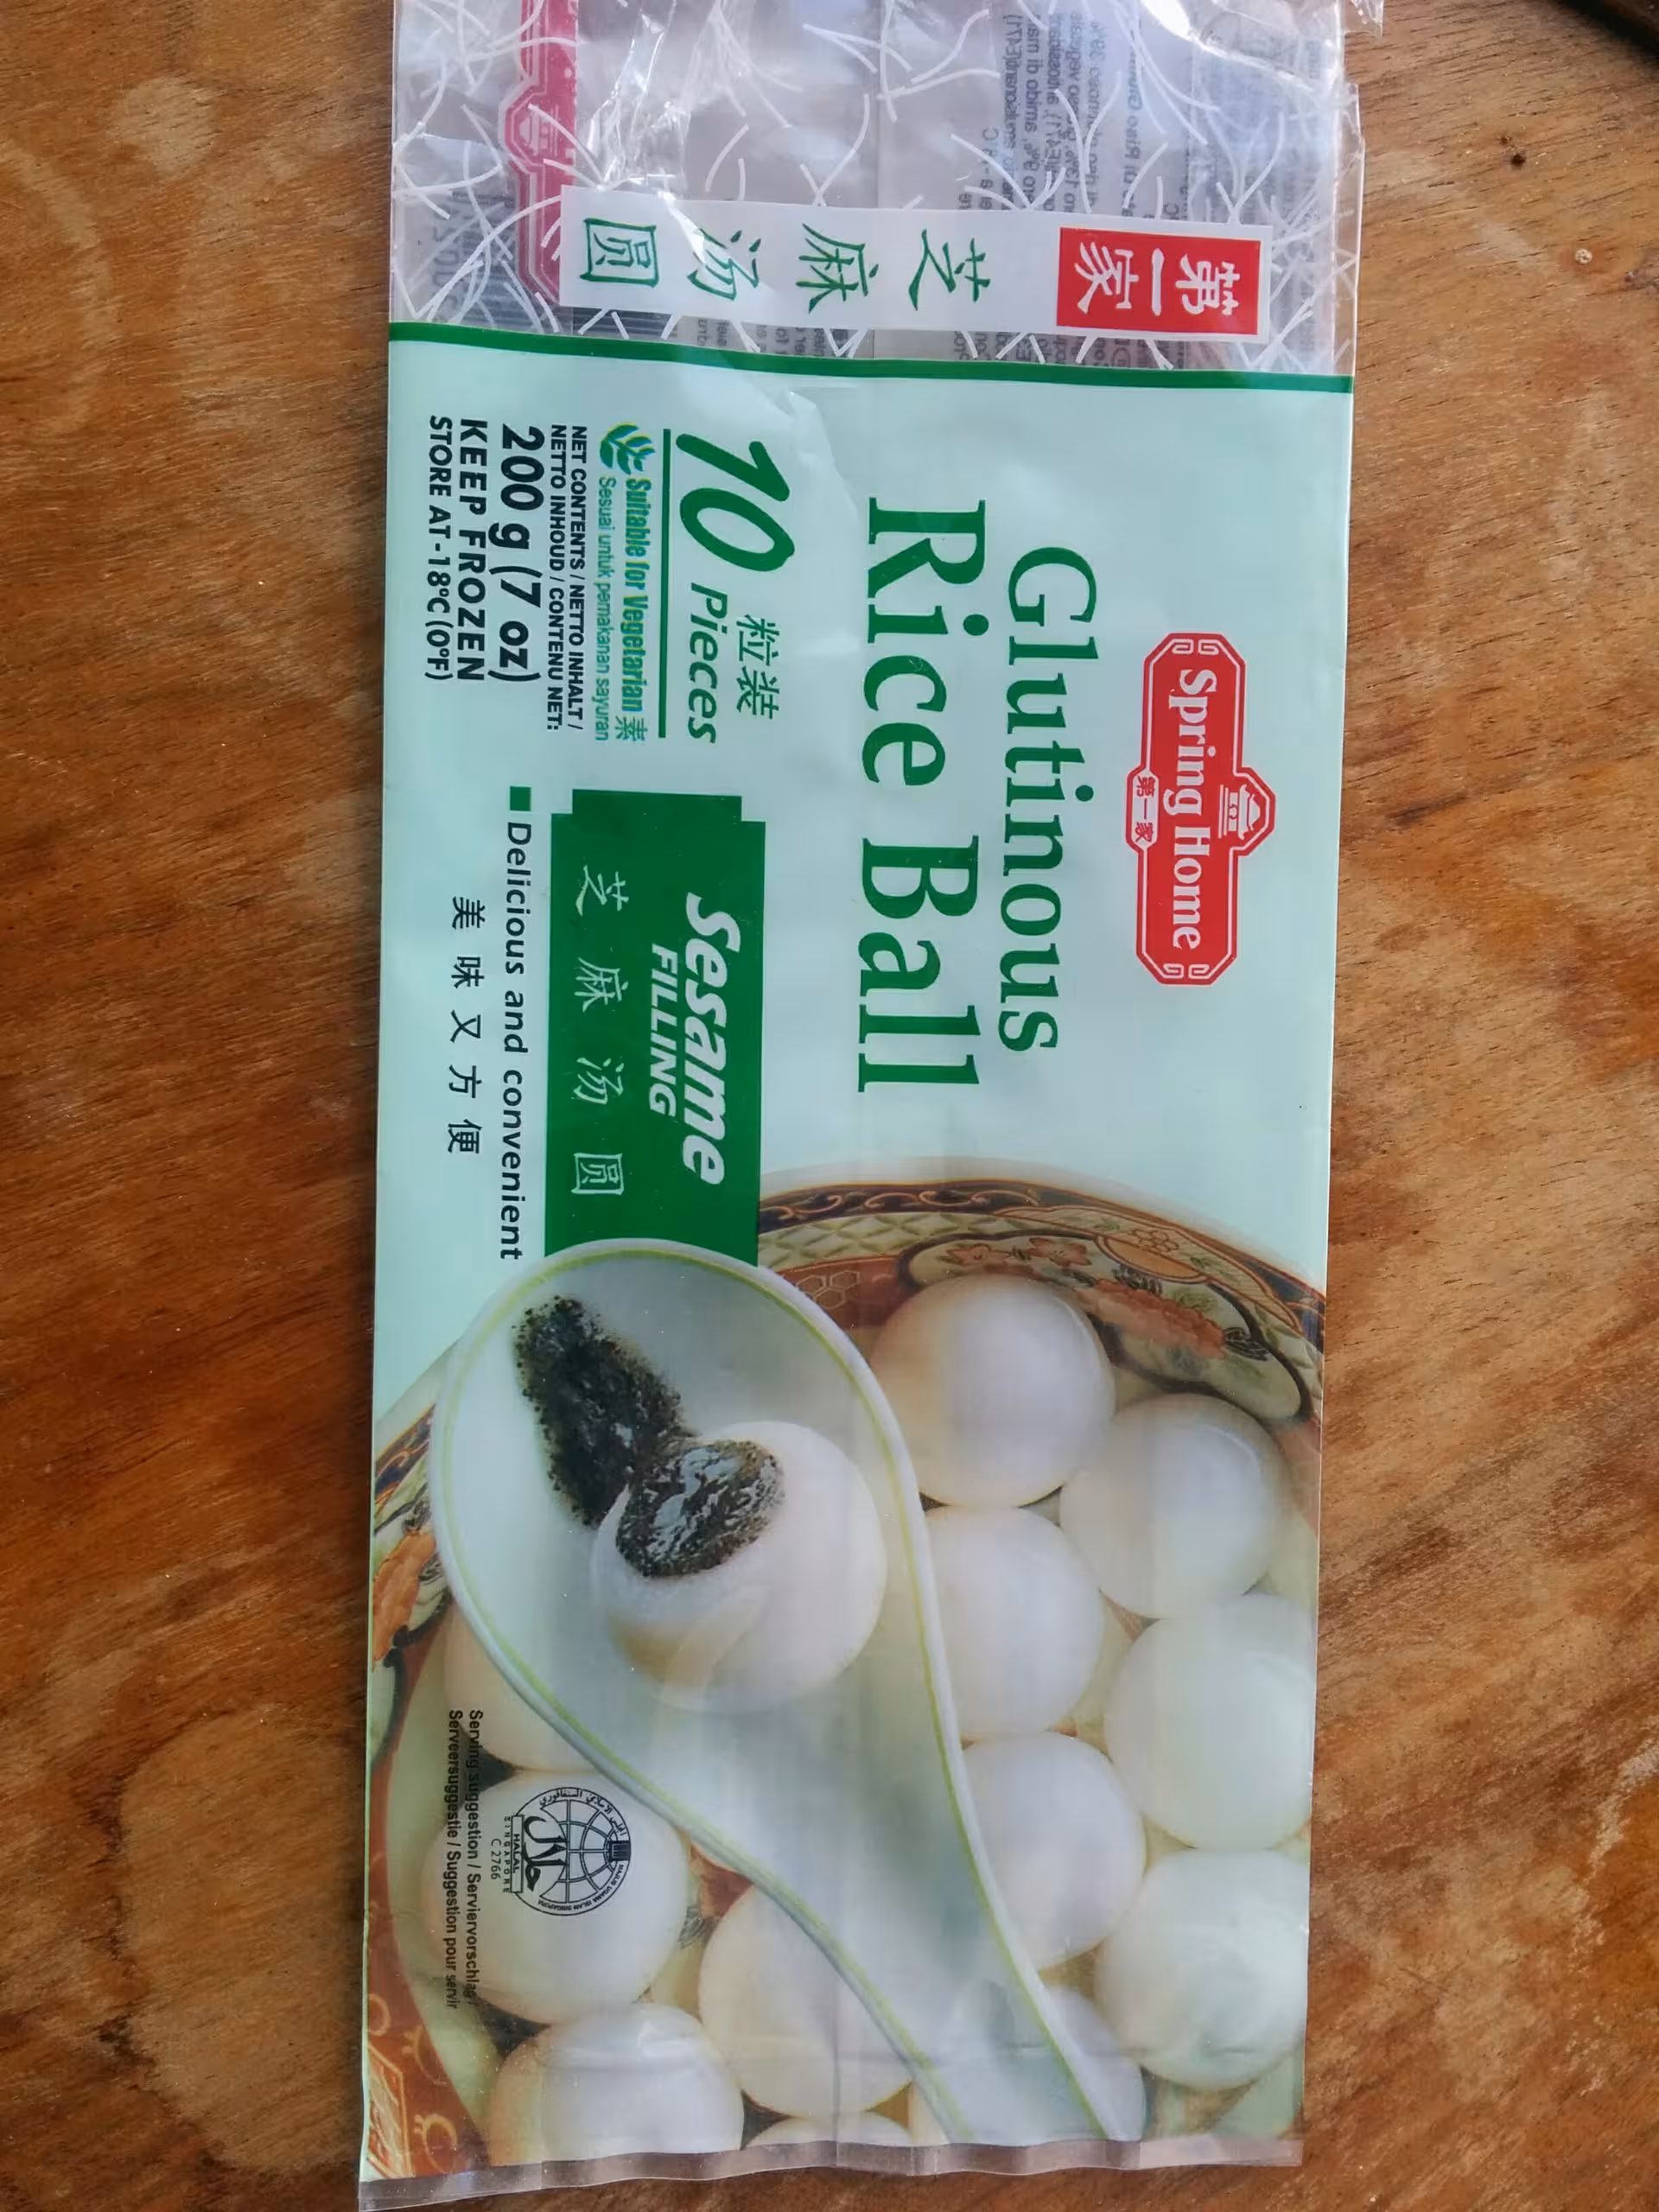 第一家
芝麻汤圆
Spring Home
第一家
Glutinous
Rice Ball
10 粒装
Pieces
Suitable for Vegetarian 素
Sesuai untuk pemakanan sayuran
NET CONTENTS / NETTO INHALT /
NETTO INHOUD / CONTENU NET:
200 g (7 oz)
KEEP FROZEN
STORE AT -18°C (0°F)
Sesame
FILLING
芝麻汤圆
Delicious and convenient
美味又方便
HALAL
SINGAPORE
C 2766
Serving suggestion / Serviervorschlag /
Serveersuggestie / Suggestion pour servir